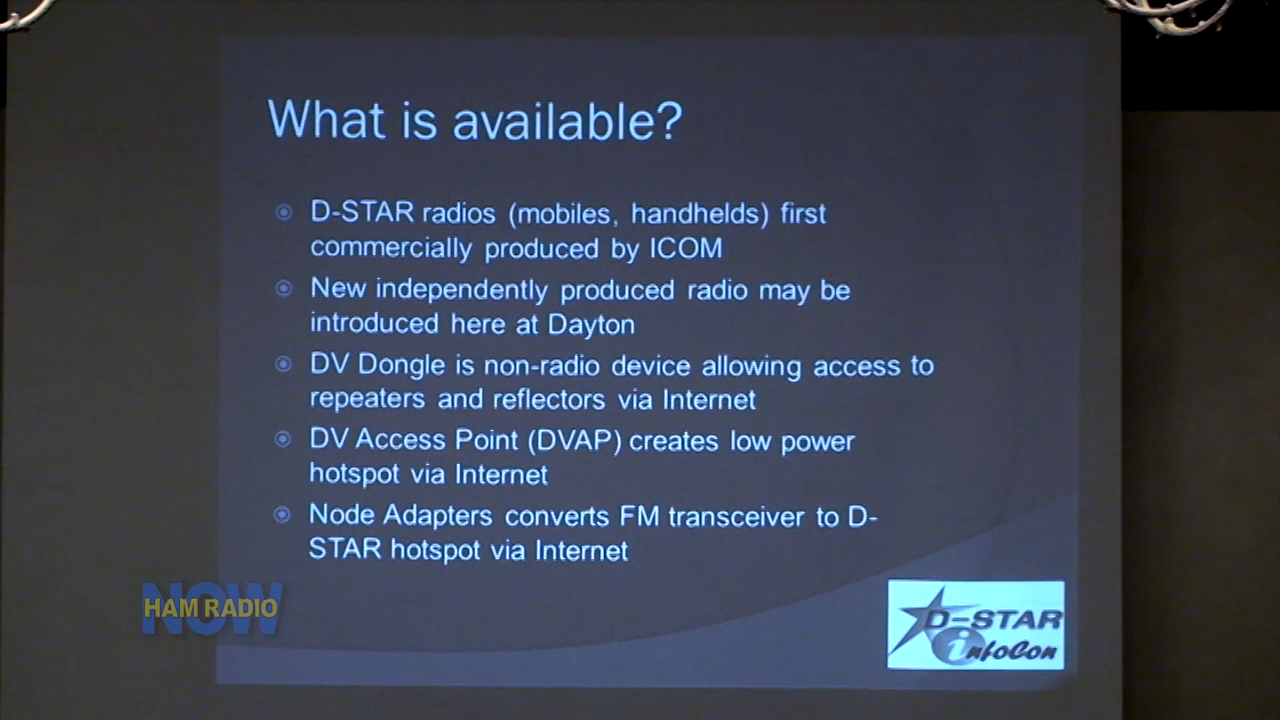 What is available?
D-STAR radios (mobiles, handhelds) first
commercially produced by ICOM
New independently produced radio may be
introduced here at Dayton
DV Dongle is non-radio device allowing access to
repeaters and reflectors via Internet
DV Access Point (DVAP) creates low power
hotspot via Internet
Node Adapters converts FM transceiver to D-
STAR hotspot via Internet
NOW
HAM RADIO
D-STAR
infoCon